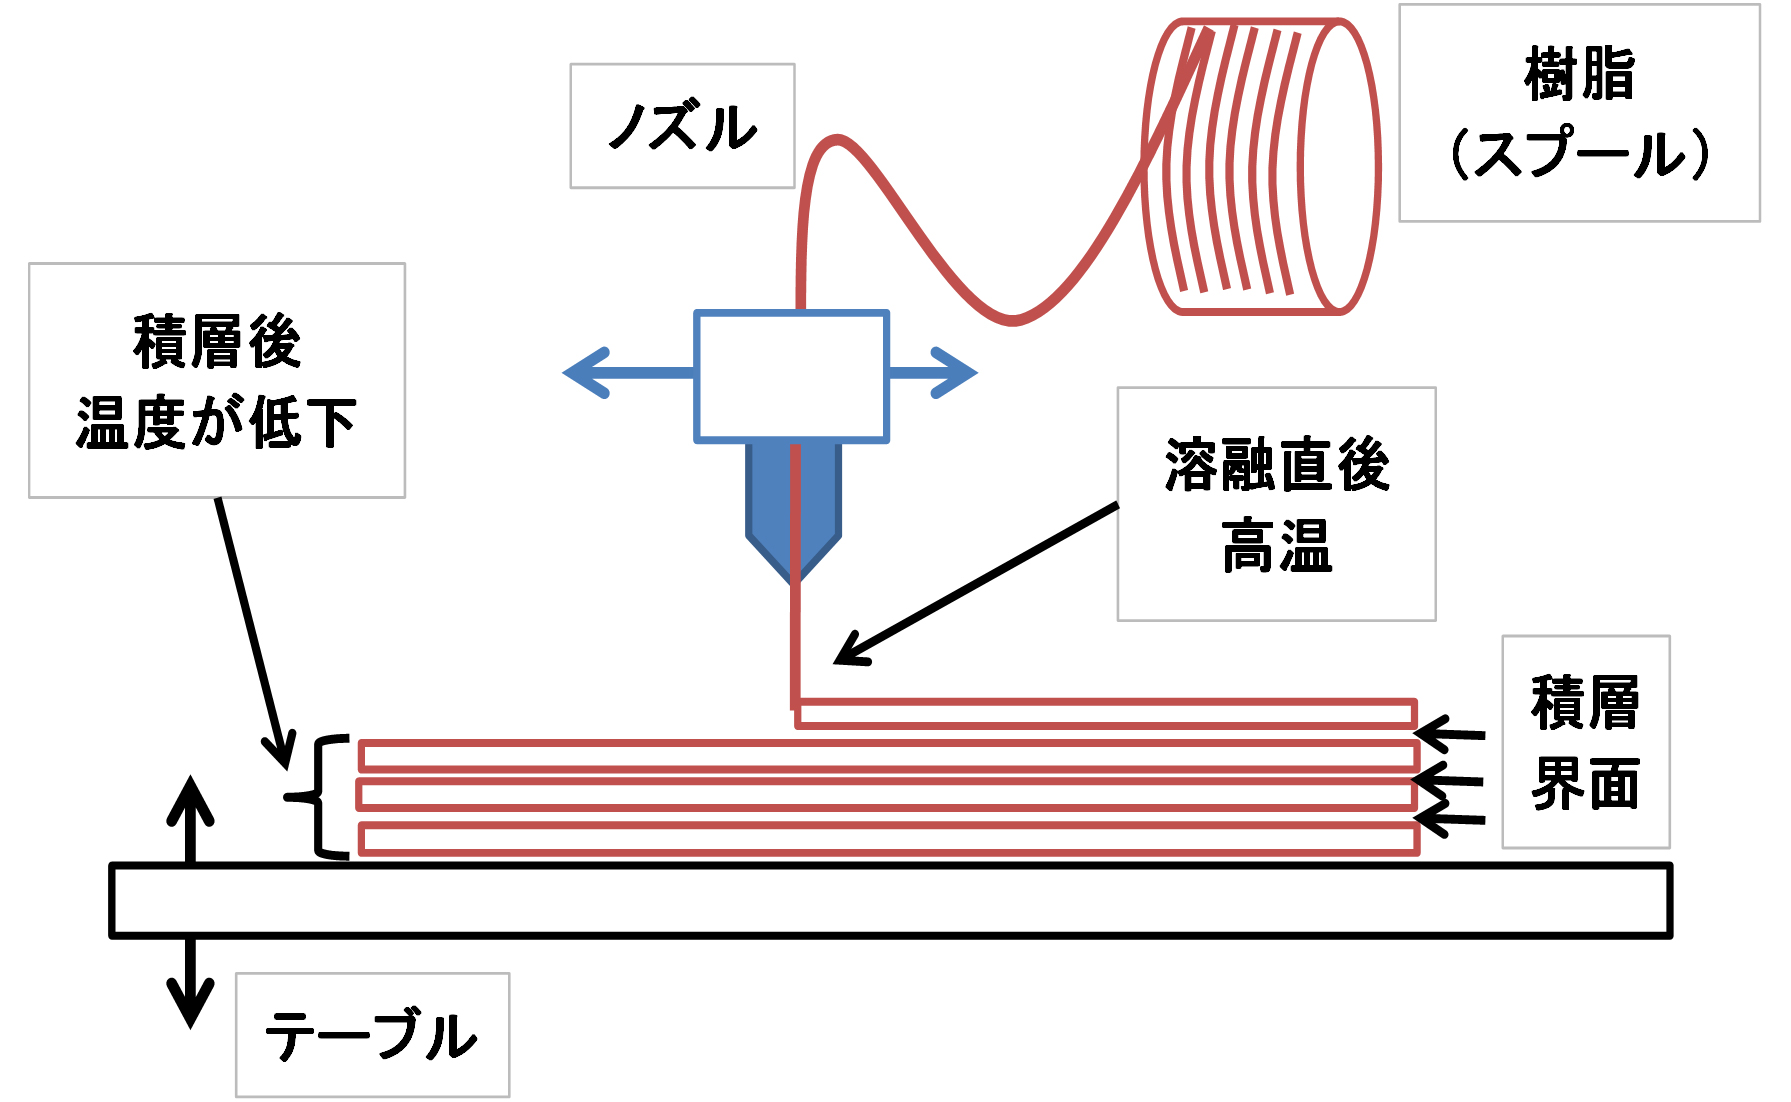 樹脂
(スプール)
ノズル
積層後
温度が低下
溶融直後
高温
積層
界面
テーブル